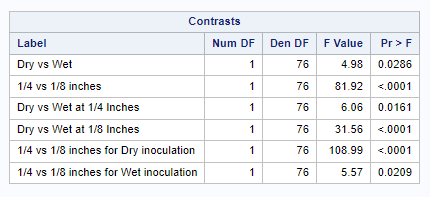 Contrasts
Label Num DF Den DF F Value Pr > F
Dry vs Wet 1 76 4.98 0.0286
1/4 vs 1/8 inches 1 76 81.92 <.0001
Dry vs Wet at 1/4 Inches 1 76 6.06 0.0161
Dry vs Wet at 1/8 Inches 1 76 31.56 <.0001
1/4 vs 1/8 inches for Dry inoculation 1 76 108.99 <.0001
1/4 vs 1/8 inches for Wet inoculation 1 76 5.57 0.0209